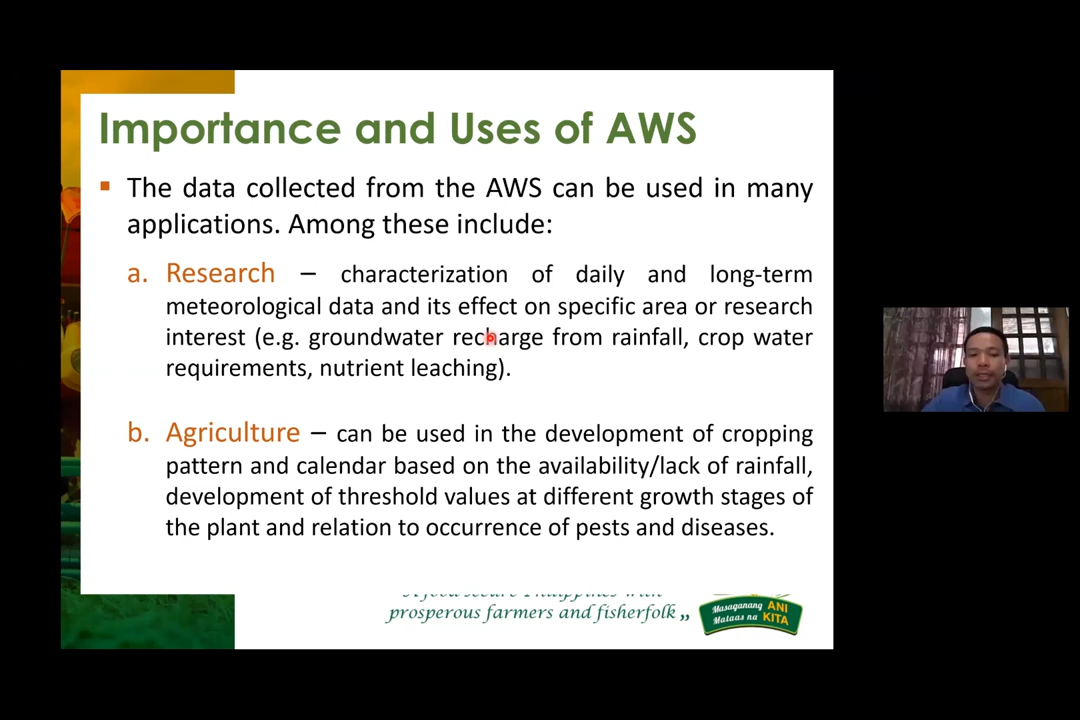 Importance and Uses of AWS
The data collected from the AWS can be used in many
applications. Among these include:
a. Research – characterization of daily and long-term
meteorological data and its effect on specific area or research
interest (e.g. groundwater recharge from rainfall, crop water
requirements, nutrient leaching).
b. Agriculture – can be used in the development of cropping
pattern and calendar based on the availability/lack of rainfall,
development of threshold values at different growth stages of
the plant and relation to occurrence of pests and diseases.
A food secure Philippines with
prosperous farmers and fisherfolk ”
Masaganang ANI
Mataas na KITA